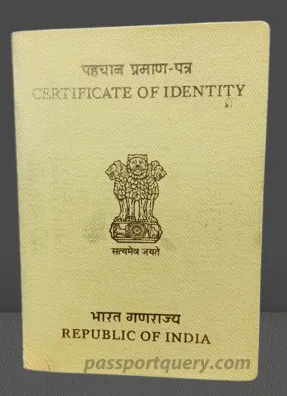 पहचान प्रमाण-पत्र
CERTIFICATE OF IDENTITY
सत्यमेव जयते
भारत गणराज्य
REPUBLIC OF INDIA
passportquery.com